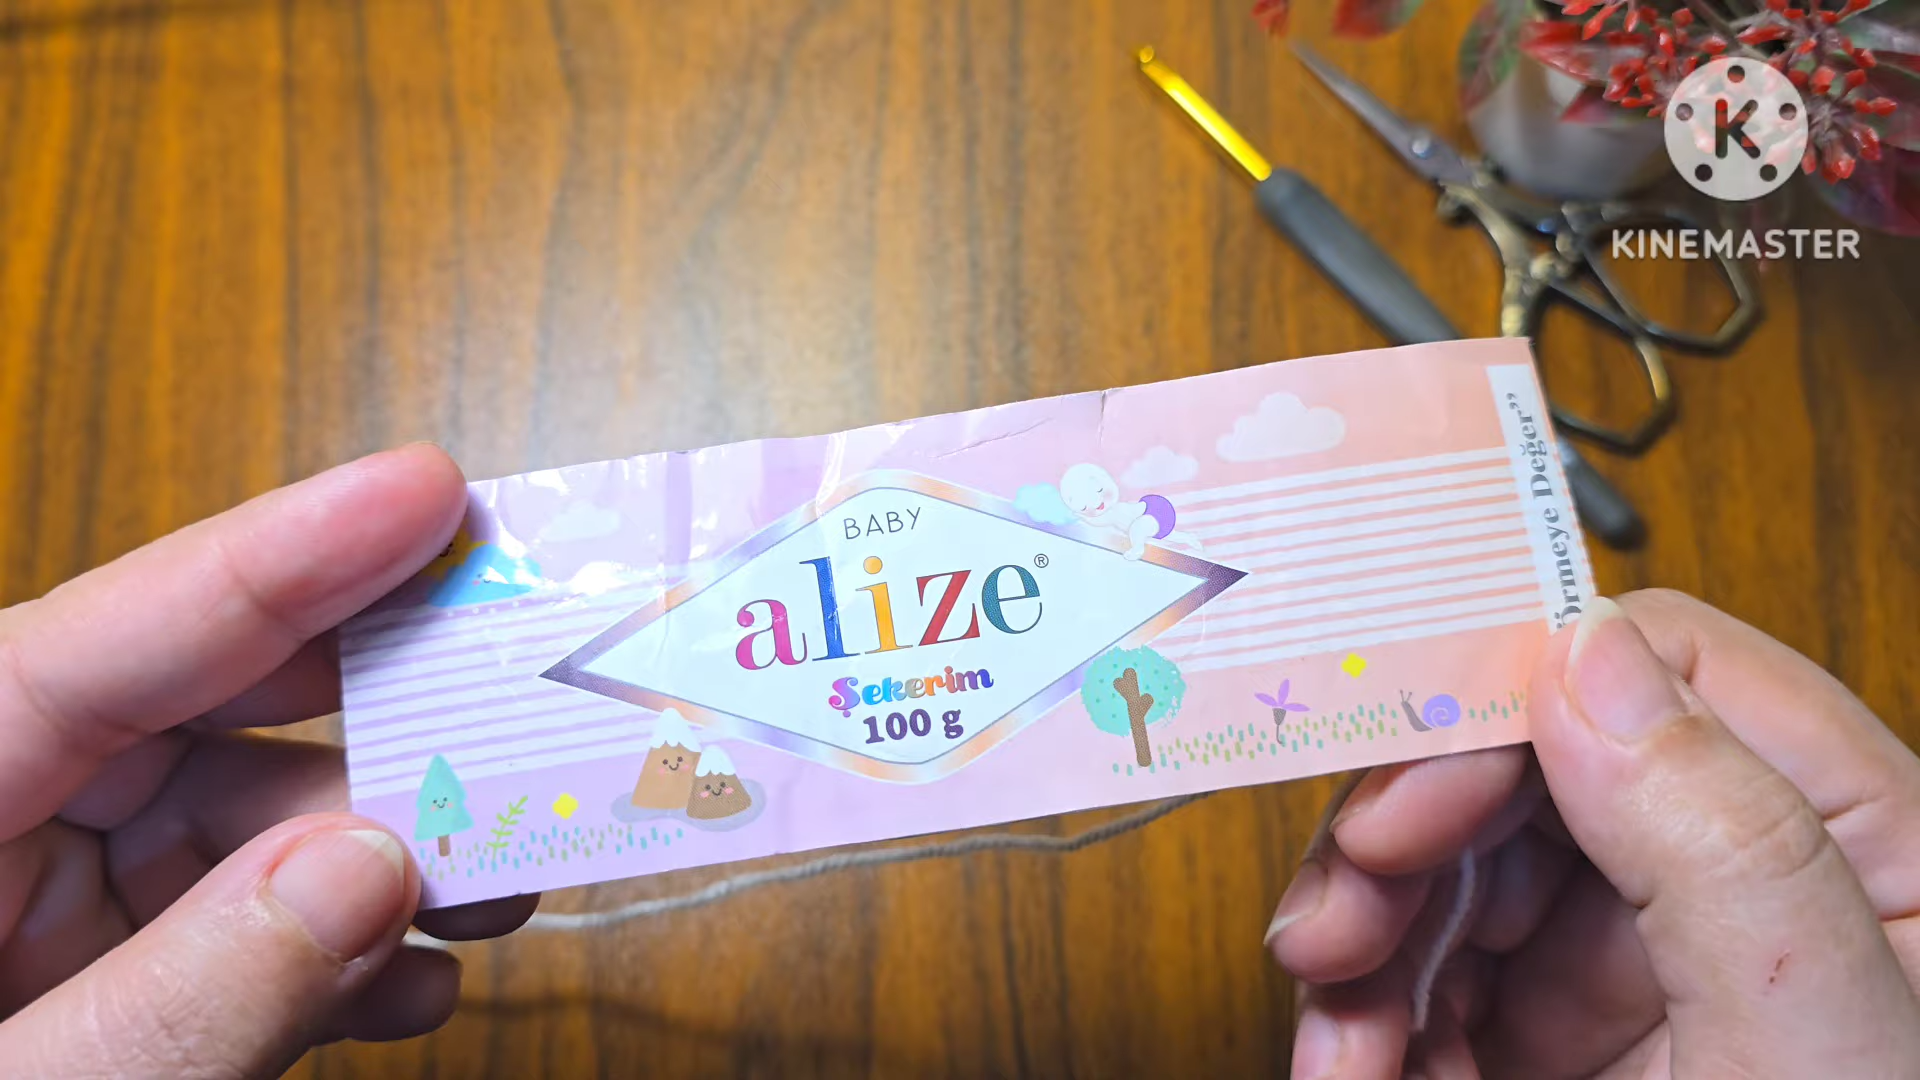 KINEMASTER
BABY
alize®
Şekerim
100 g
Örmeye Değer”